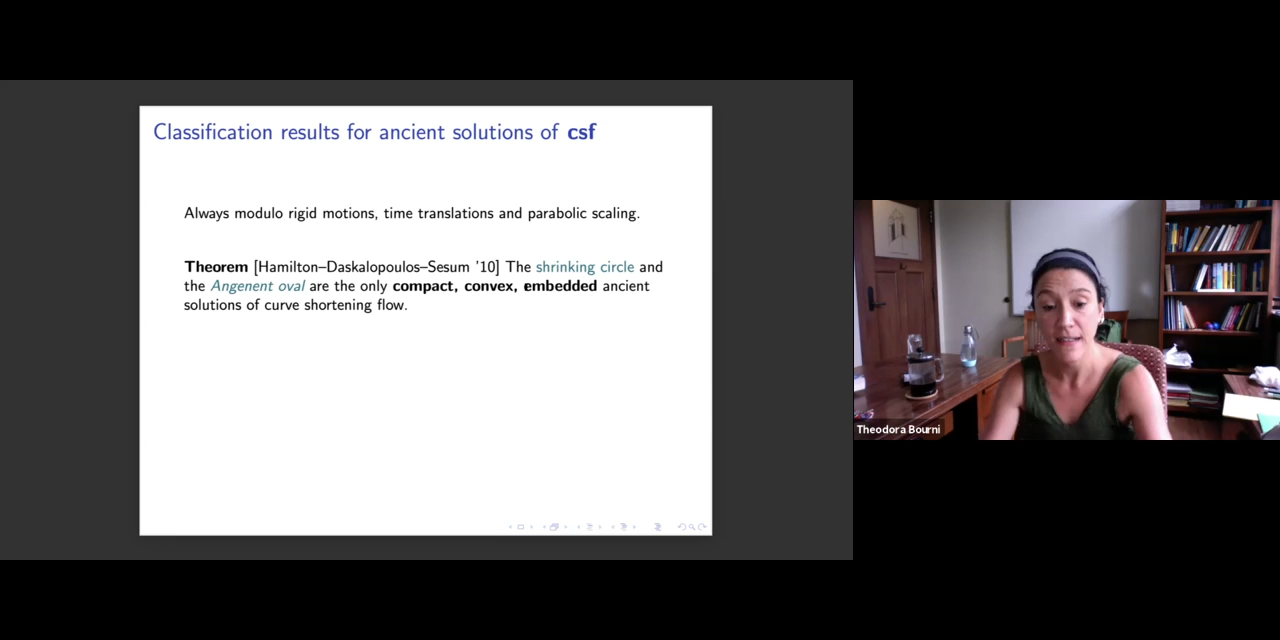 Classification results for ancient solutions of csf
Always modulo rigid motions, time translations and parabolic scaling.
Theorem [Hamilton–Daskalopoulos–Sesum '10] The shrinking circle and
the Angenent oval are the only compact, convex, embedded ancient
solutions of curve shortening flow.
Theodora Bourni